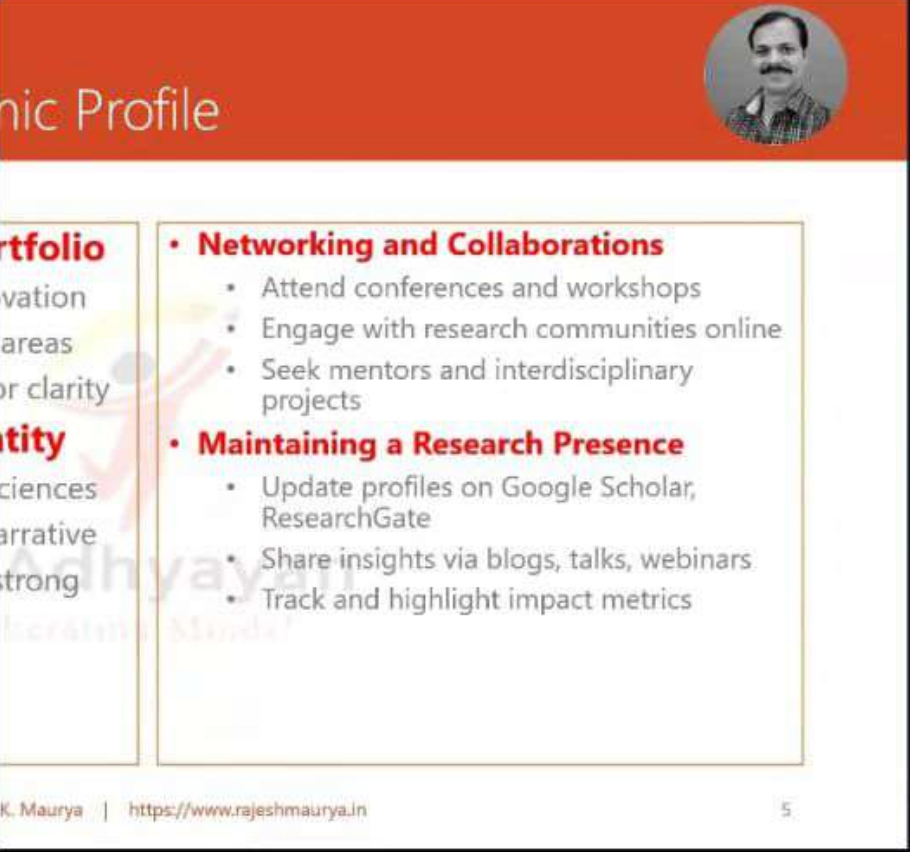 nic Profile
rtfolio
vation
areas
or clarity
ntity
ciences
arrative
strong
• Networking and Collaborations
• Attend conferences and workshops
• Engage with research communities online
• Seek mentors and interdisciplinary
projects
• Maintaining a Research Presence
• Update profiles on Google Scholar,
ResearchGate
• Share insights via blogs, talks, webinars
• Track and highlight impact metrics
Adhyayan
Minds!
K. Maurya | https://www.rajeshmaurya.in
5